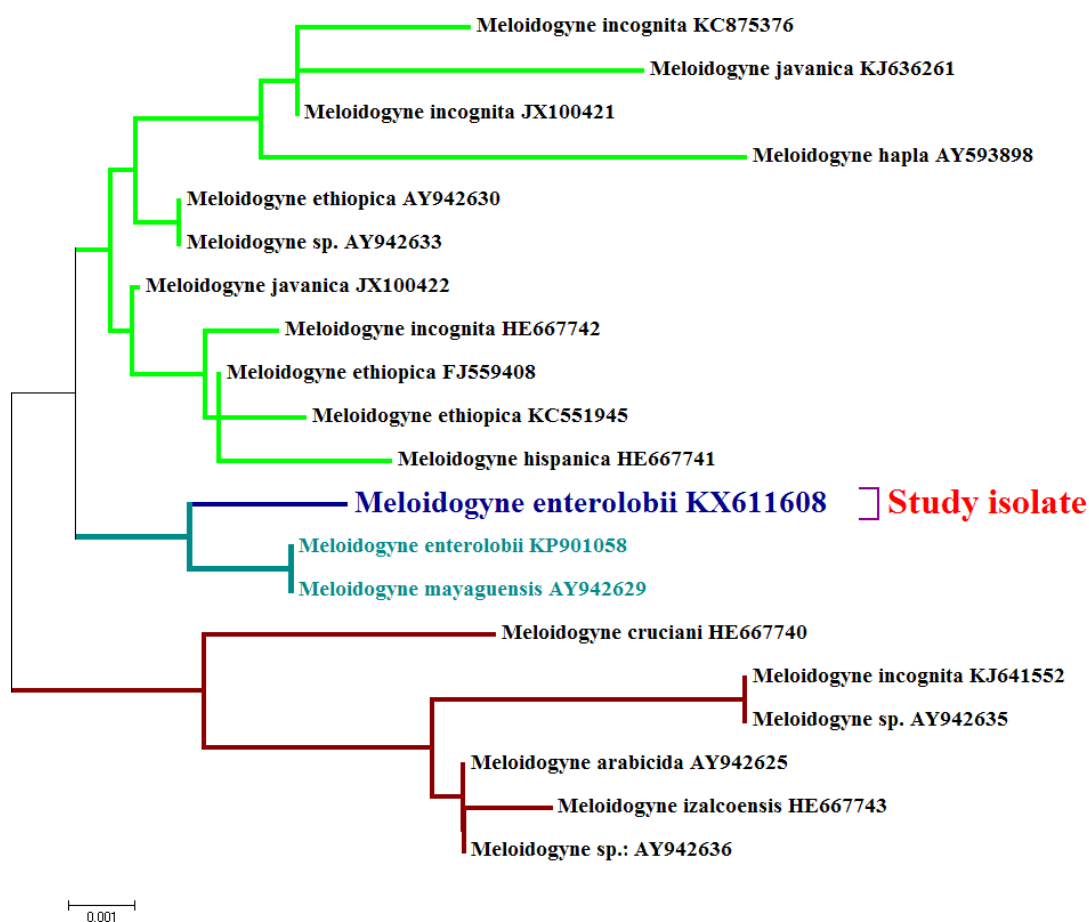 Meloidogyne incognita KC875376
Meloidogyne javanica KJ636261
Meloidogyne incognita JX100421
Meloidogyne hapla AY593898
Meloidogyne ethiopica AY942630
Meloidogyne sp. AY942633
Meloidogyne javanica JX100422
Meloidogyne incognita HE667742
Meloidogyne ethiopica FJ559408
Meloidogyne ethiopica KC551945
Meloidogyne hispanica HE667741
Meloidogyne enterolobii KX611608 Study isolate
Meloidogyne enterolobii KP901058
Meloidogyne mayaguensis AY942629
Meloidogyne cruciani HE667740
Meloidogyne incognita KJ641552
Meloidogyne sp. AY942635
Meloidogyne arabicida AY942625
Meloidogyne izalcoensis HE667743
Meloidogyne sp.: AY942636
0.001